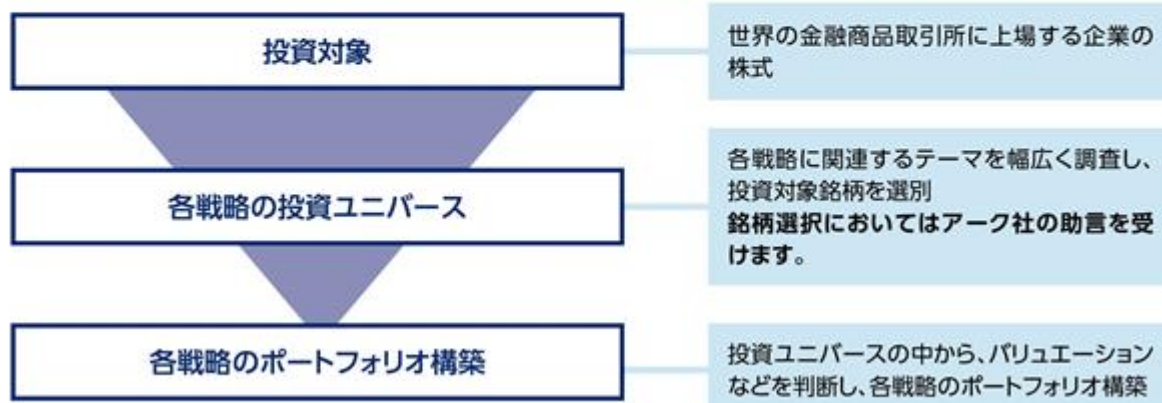 投資対象
世界の金融商品取引所に上場する企業の
株式
各戦略の投資ユニバース
各戦略に関連するテーマを幅広く調査し、
投資対象銘柄を選別
銘柄選択においてはアーク社の助言を受
けます。
各戦略のポートフォリオ構築
投資ユニバースの中から、バリュエーション
などを判断し、各戦略のポートフォリオ構築